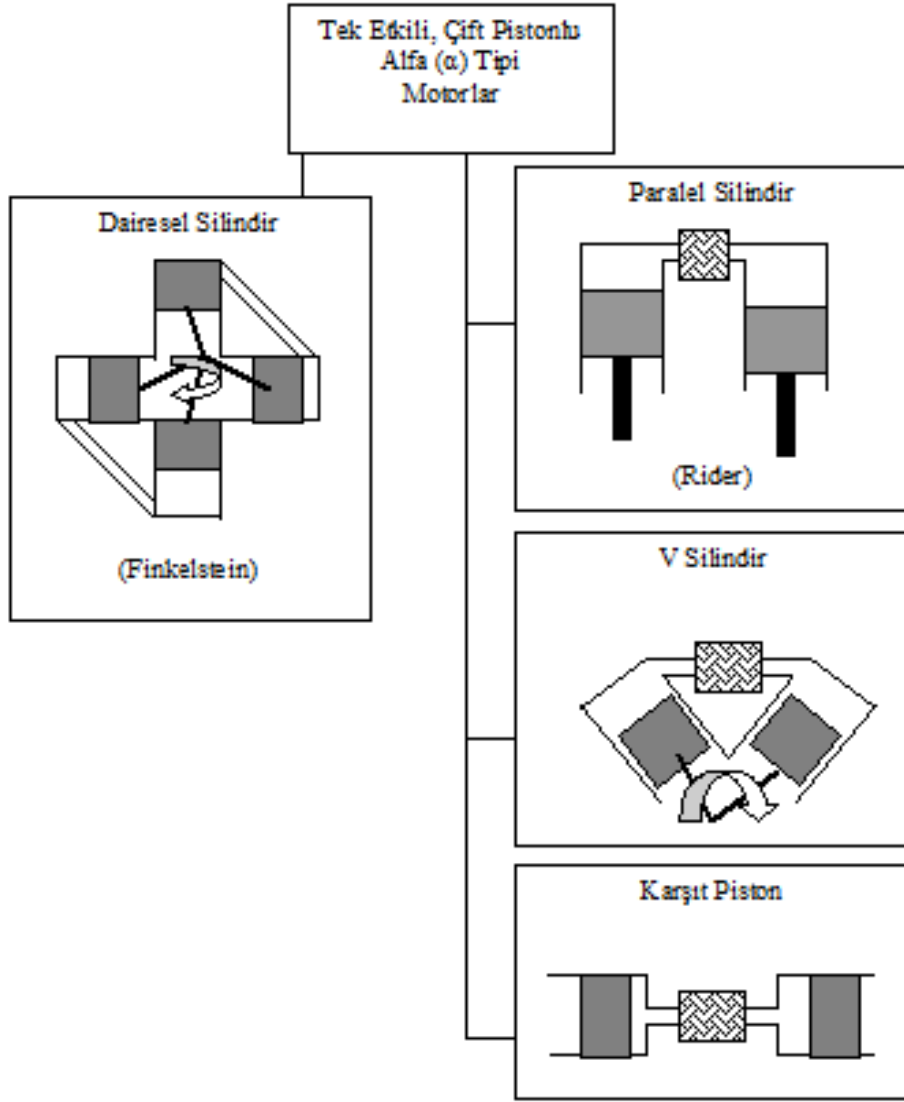 Tek Etkili, Çift Pistonlu
Alfa (α) Tipi
Motorlar
Dairesel Silindir
(Finkelstein)
Paralel Silindir
(Rider)
V Silindir
Karşıt Piston